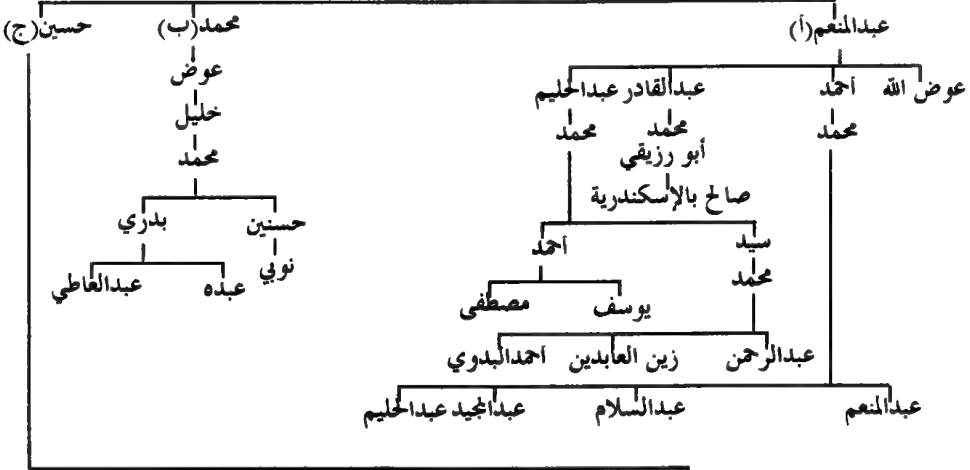 عبدالمنعم(أ) محمد(ب) حسين(ج)
عوض الله أحمد عبدالقادر عبدالحليم عوض
محمد محمد محمد خليل
أبو رزيقي محمد
صالح بالإسكندرية
سيد أحمد حسنين بدري
محمد نوبي عبده عبدالعاطي
يوسف مصطفى
عبدالرحمن زين العابدين أحمدالبدوي
عبدالمنعم عبدالسلام عبدالمجيد عبدالحليم